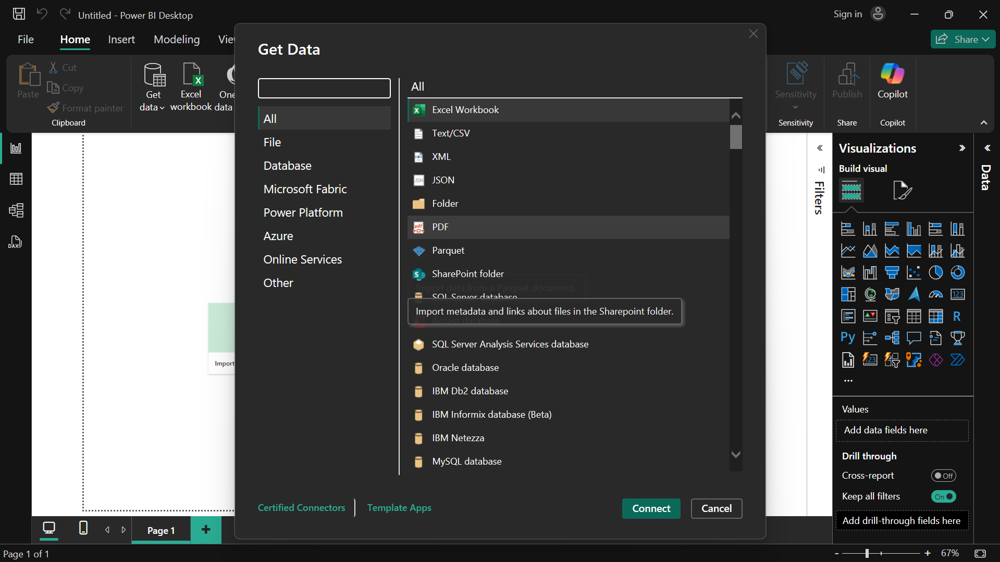 Untitled - Power BI Desktop
Sign in
File
Home
Insert
Modeling
Share
Paste
Cut
Copy
Format painter
Clipboard
Get data
Excel workbook
data
Sensitivity
Sensitivity
Publish
Share
Copilot
Copilot
Get Data
All
File
Database
Microsoft Fabric
Power Platform
Azure
Online Services
Other
All
Excel Workbook
Text/CSV
XML
JSN
JSON
Folder
pdf
PDF
Parquet
S
SharePoint folder
Import data from a Parquet document.
SQL Server database
Import metadata and links about files in the Sharepoint folder.
Access database
SQL Server Analysis Services database
Oracle database
IBM Db2 database
IBM Informix database (Beta)
IBM Netezza
MySQL database
Certified Connectors
Template Apps
Connect
Cancel
DAX
Import
Filters
Visualizations
Build visual
123
R
Py
123
Values
Add data fields here
Drill through
Cross-report
Off
Keep all filters
On
Add drill-through fields here
Data
Page 1
Page 1 of 1
67%